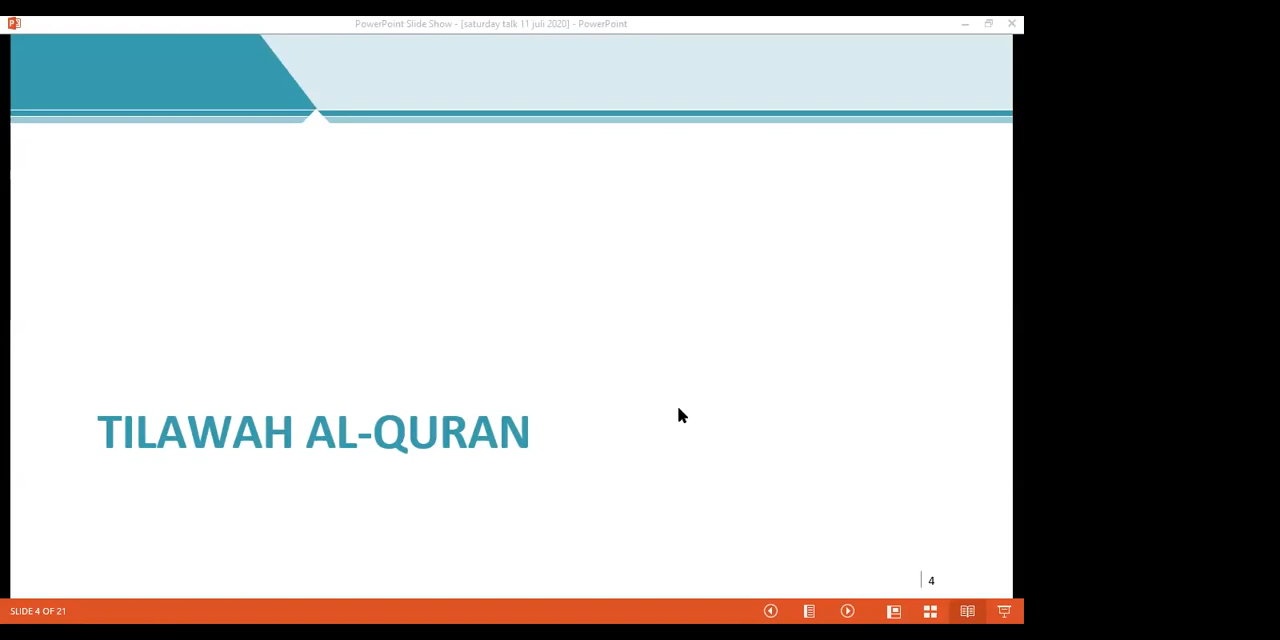 PowerPoint Slide Show - [saturday talk 11 juli 2020] - PowerPoint
TILAWAH AL-QURAN
4
SLIDE 4 OF 21